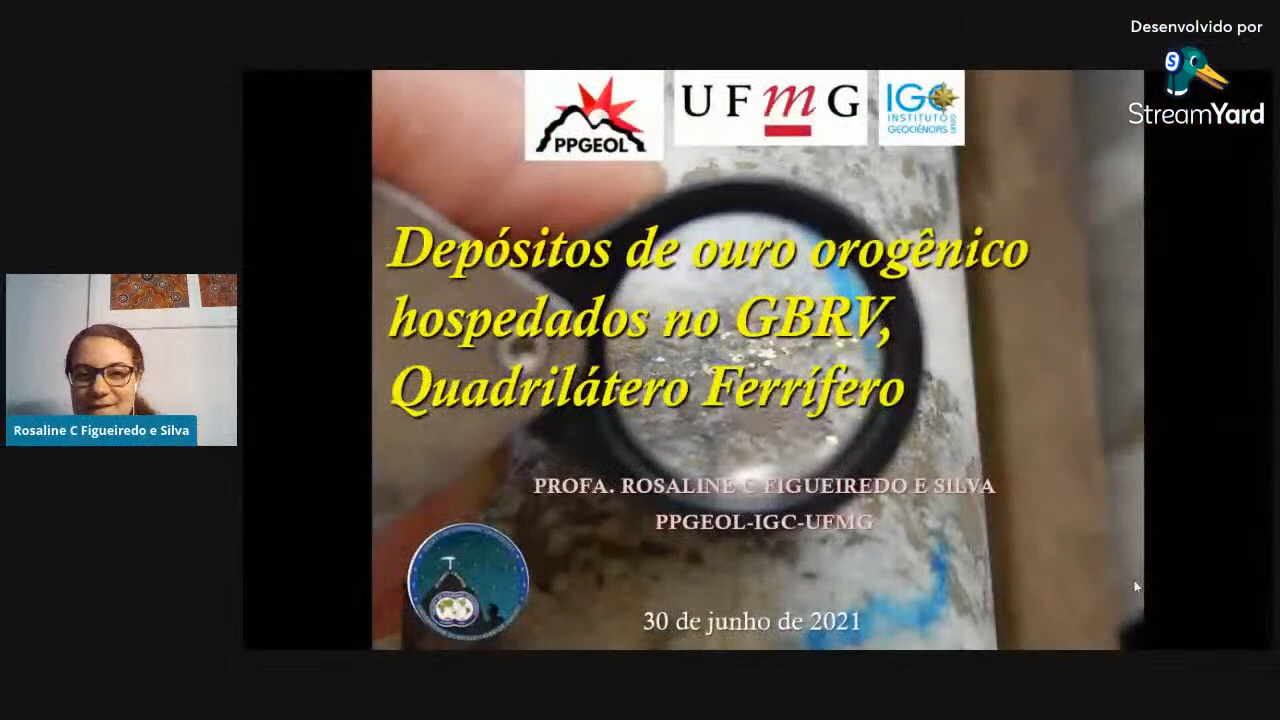 Desenvolvido por
StreamYard
PPGEOL
UFmG
IGC
INSTITUTO
GEOCIÊNCIAS
Depósitos de ouro orogênico
hospedados no GBRV,
Quadrilátero Ferrífero
PROFA. ROSALINE C FIGUEIREDO E SILVA
PPGEOL-IGC-UFMG
30 de junho de 2021
Rosaline C Figueiredo e Silva